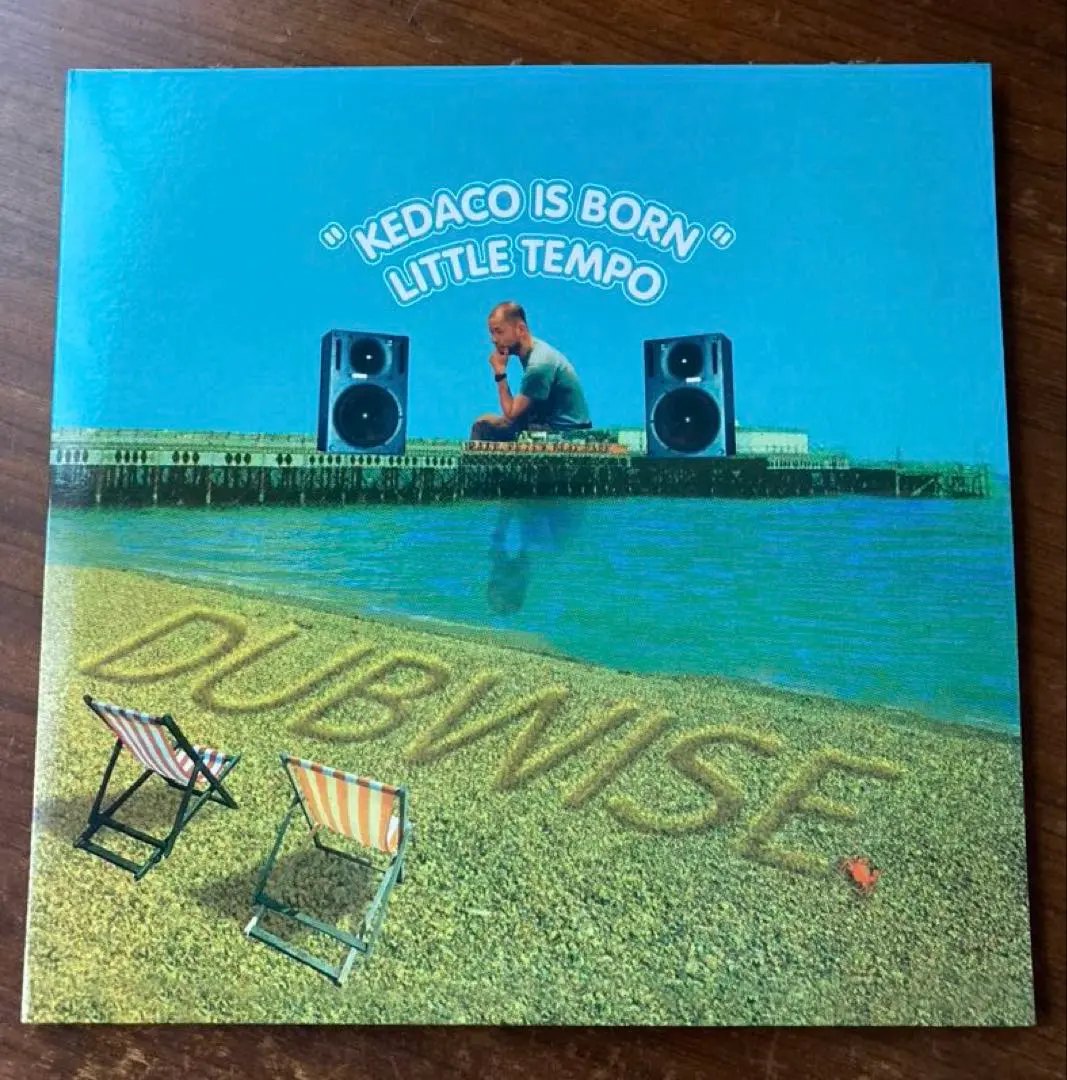 " KEDACO IS BORN "
LITTLE TEMPO
DUBWISE